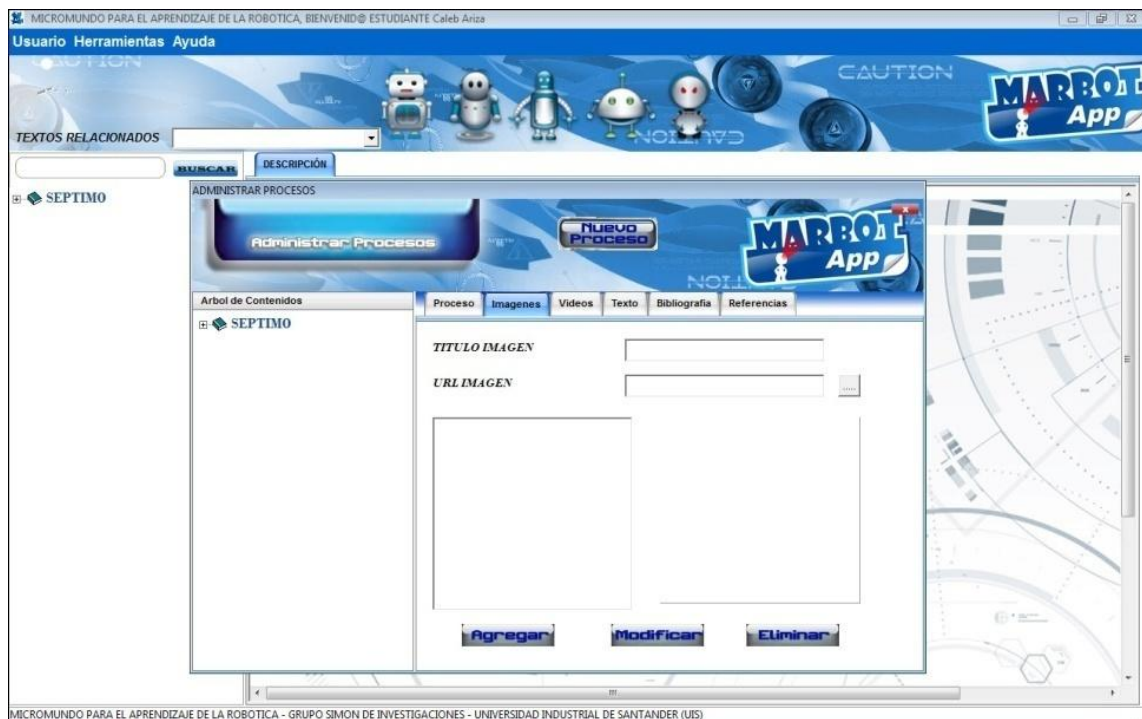 MICROMUNDO PARA EL APRENDIZAJE DE LA ROBOTICA, BIENVENID@ ESTUDIANTE Caleb Ariza
Usuario Herramientas Ayuda
CAUTION
CAUTION
CAUTION
MARBOT
App
TEXTOS RELACIONADOS
BUSCAR
DESCRIPCIÓN
SEPTIMO
ADMINISTRAR PROCESOS
Administrar Procesos
Nuevo
Proceso
MARBOT
App
Arbol de Contenidos
SEPTIMO
Proceso Imagenes Videos Texto Bibliografia Referencias
TITULO IMAGEN
URL IMAGEN
.....
Agregar Modificar Eliminar
MICROMUNDO PARA EL APRENDIZAJE DE LA ROBOTICA - GRUPO SIMON DE INVESTIGACIONES - UNIVERSIDAD INDUSTRIAL DE SANTANDER (UIS)